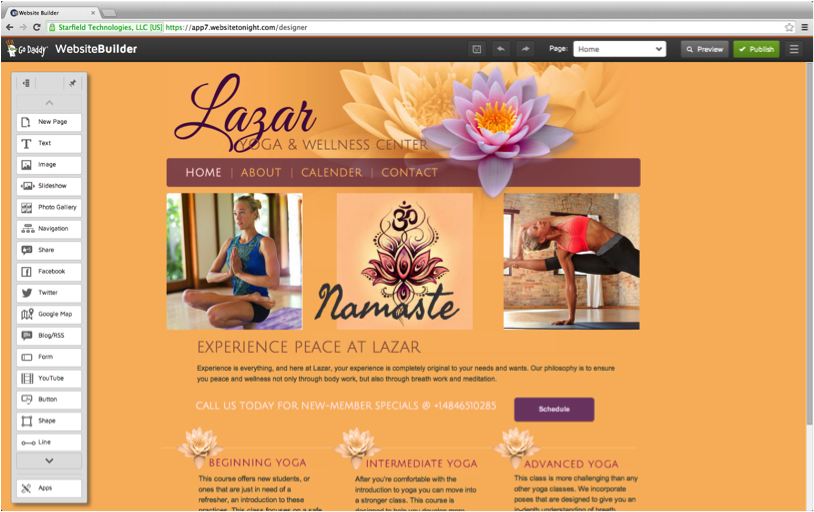 Website Builder
Starfield Technologies, LLC [US] https://app7.websitetonight.com/designer
Go Daddy WebsiteBuilder Page: Home Preview Publish
New Page
Text
Image
Slideshow
Photo Gallery
Navigation
Share
Facebook
Twitter
Google Map
Blog/RSS
Form
YouTube
Button
Shape
Line
Apps
Lazar
YOGA & WELLNESS CENTER
HOME | ABOUT | CALENDER | CONTACT
ॐ
Namaste
EXPERIENCE PEACE AT LAZAR
Experience is everything, and here at Lazar, your experience is completely original to your needs and wants. Our philosophy is to ensure
you peace and wellness not only through body work, but also through breath work and meditation.
CALL US TODAY FOR NEW-MEMBER SPECIALS @ +14846510285
Schedule
BEGINNING YOGA
This course offers new students, or
ones that are just in need of a
refresher, an introduction to these
practices. This class focuses on a safe
INTERMEDIATE YOGA
After you're comfortable with the
introduction to yoga you can move into
a stronger class. This course is
designed to help you develop more
ADVANCED YOGA
This class is more challenging than any
other yoga classes. We incorporate
poses that are designed to give you an
in-depth understanding of breath